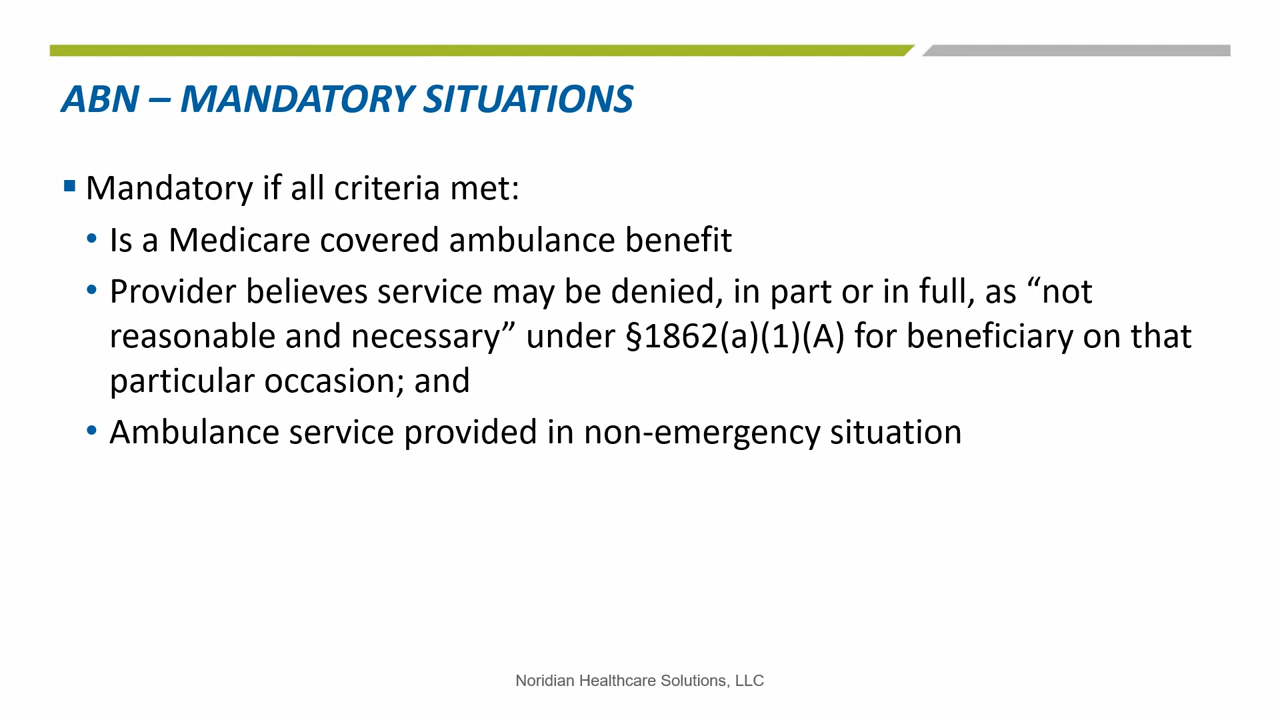 ABN – MANDATORY SITUATIONS
▪ Mandatory if all criteria met:
• Is a Medicare covered ambulance benefit
• Provider believes service may be denied, in part or in full, as “not
reasonable and necessary” under §1862(a)(1)(A) for beneficiary on that
particular occasion; and
• Ambulance service provided in non-emergency situation
Noridian Healthcare Solutions, LLC